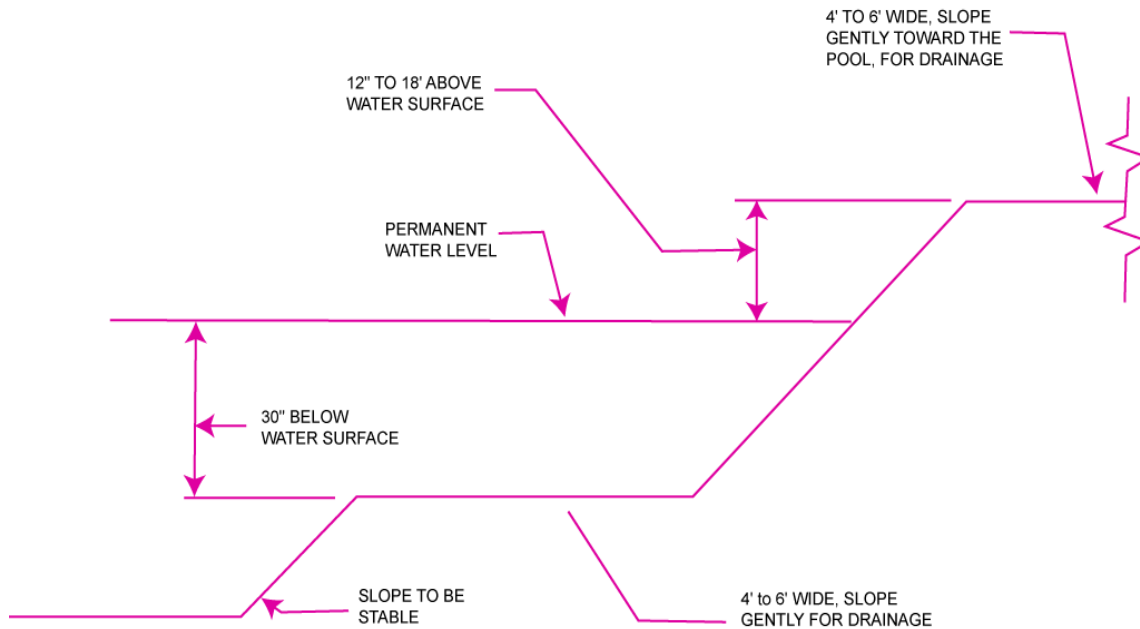 4' TO 6' WIDE, SLOPE
GENTLY TOWARD THE
POOL, FOR DRAINAGE
12" TO 18' ABOVE
WATER SURFACE
PERMANENT
WATER LEVEL
30" BELOW
WATER SURFACE
SLOPE TO BE
STABLE
4' to 6' WIDE, SLOPE
GENTLY FOR DRAINAGE